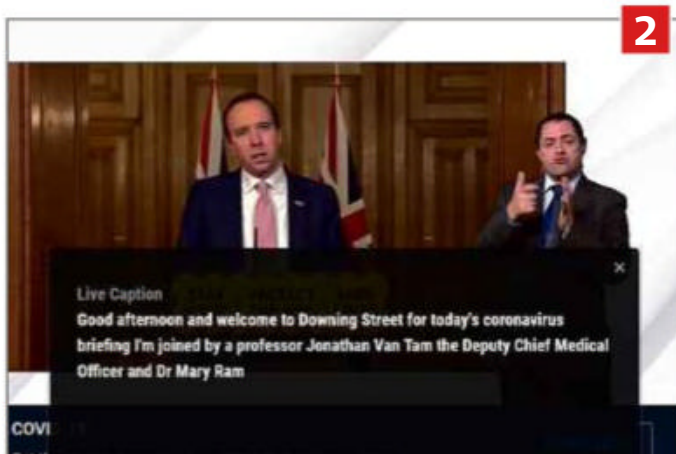 2
Live Caption
Good afternoon and welcome to Downing Street for today's coronavirus
briefing I'm joined by a professor Jonathan Van Tam the Deputy Chief Medical
Officer and Dr Mary Ram
COVI